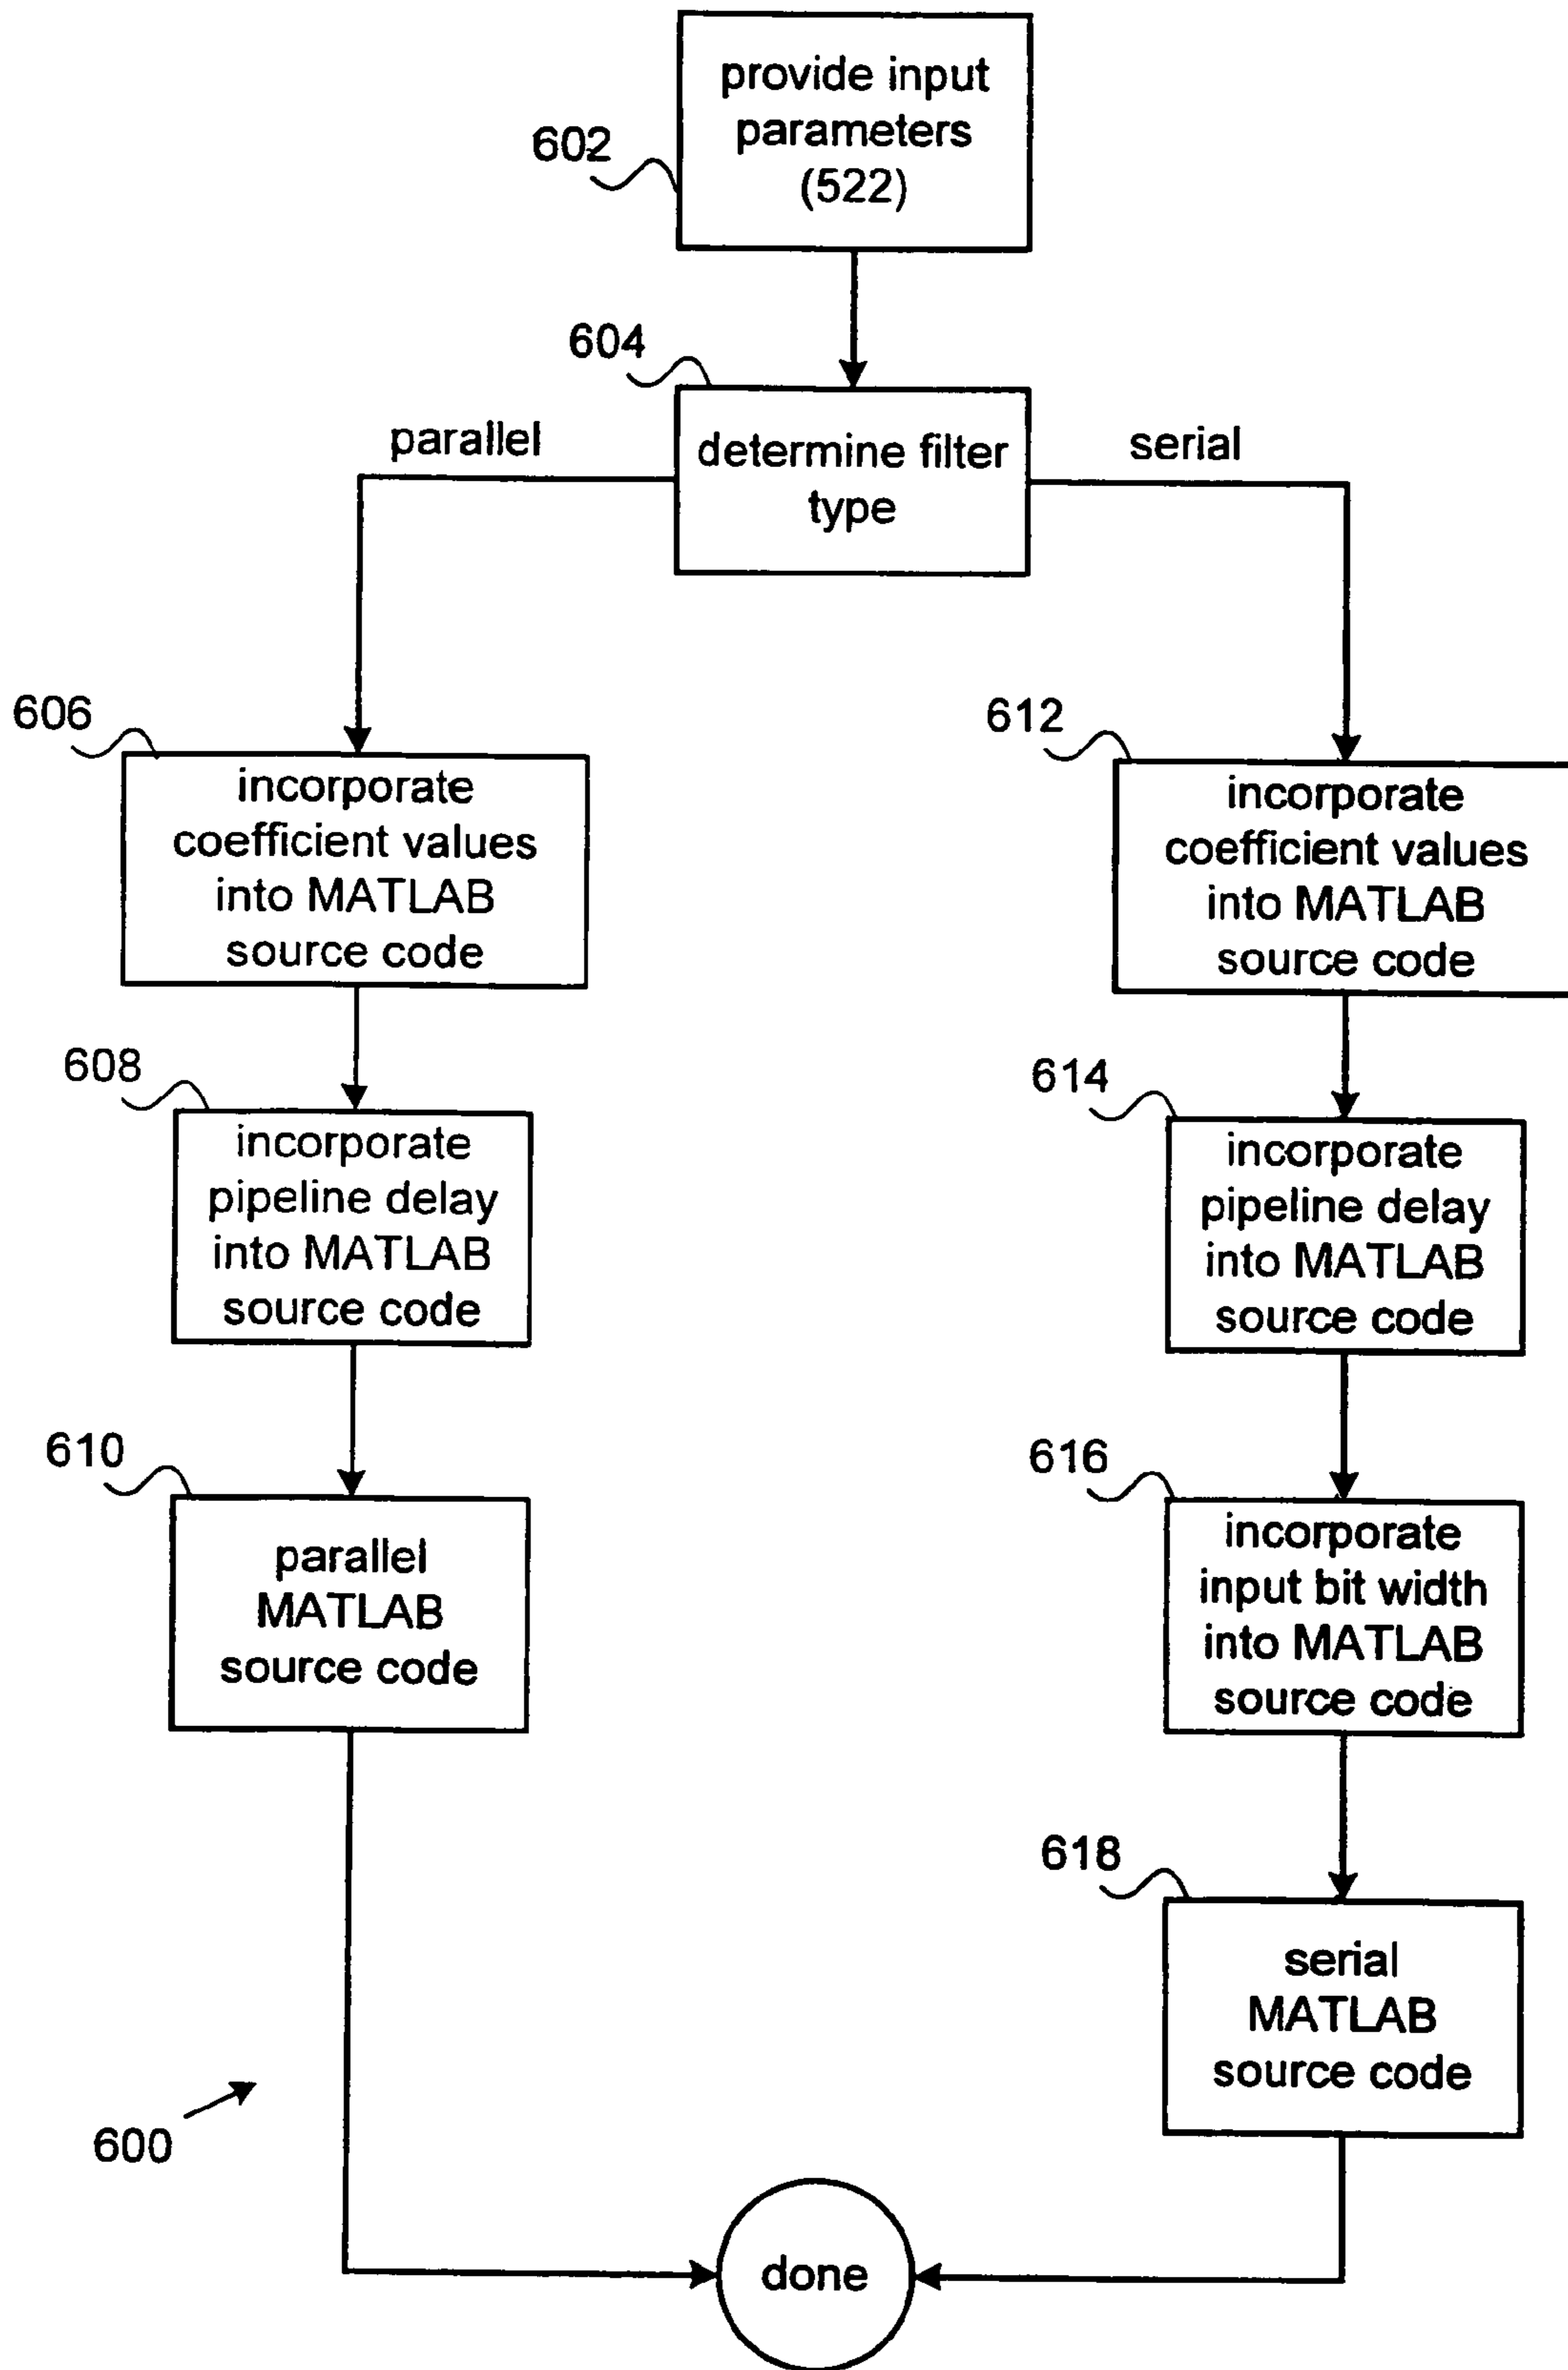 provide input
parameters
(522)
602
604
determine filter
type
parallel
serial
606
incorporate
coefficient values
into MATLAB
source code
608
incorporate
pipeline delay
into MATLAB
source code
610
parallel
MATLAB
source code
612
incorporate
coefficient values
into MATLAB
source code
614
incorporate
pipeline delay
into MATLAB
source code
616
incorporate
input bit width
into MATLAB
source code
618
serial
MATLAB
source code
600
done